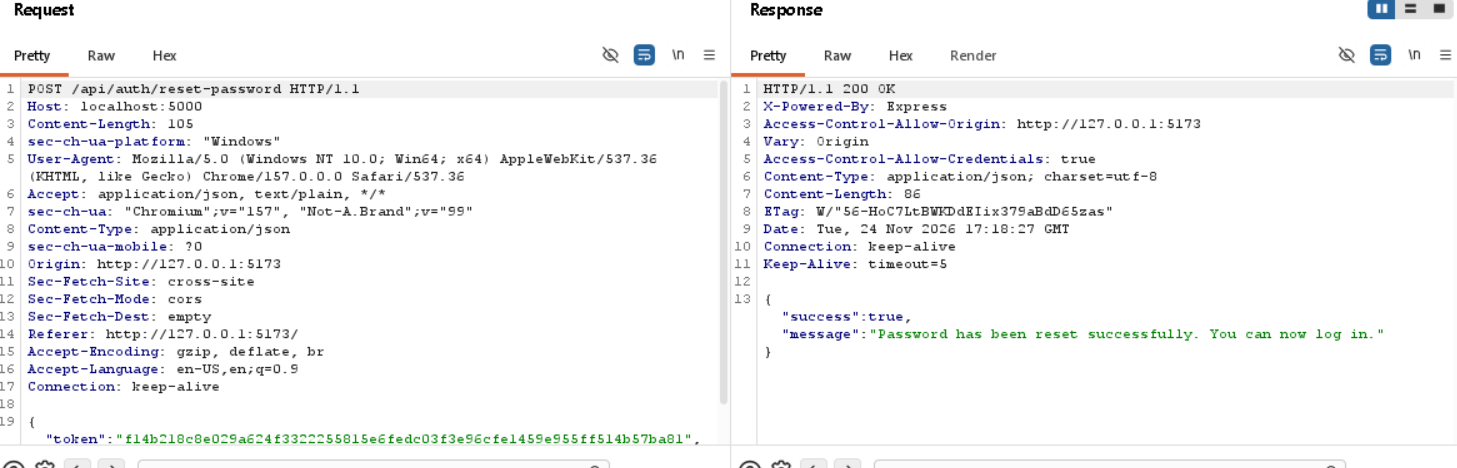 Request
Pretty Raw Hex
\n
1 POST /api/auth/reset-password HTTP/1.1
2 Host: localhost:5000
3 Content-Length: 105
4 sec-ch-ua-platform: "Windows"
5 User-Agent: Mozilla/5.0 (Windows NT 10.0; Win64; x64) AppleWebKit/537.36
(KHTML, like Gecko) Chrome/157.0.0.0 Safari/537.36
6 Accept: application/json, text/plain, */*
7 sec-ch-ua: "Chromium";v="157", "Not-A.Brand";v="99"
8 Content-Type: application/json
9 sec-ch-ua-mobile: ?0
10 Origin: http://127.0.0.1:5173
11 Sec-Fetch-Site: cross-site
12 Sec-Fetch-Mode: cors
13 Sec-Fetch-Dest: empty
14 Referer: http://127.0.0.1:5173/
15 Accept-Encoding: gzip, deflate, br
16 Accept-Language: en-US,en;q=0.9
17 Connection: keep-alive
18
19 {
"token":"f14b218c8e029a624f3322255815e6fedc03f3e96cfe1459e955ff514b57ba81",
Response
Pretty Raw Hex Render
\n
1 HTTP/1.1 200 OK
2 X-Powered-By: Express
3 Access-Control-Allow-Origin: http://127.0.0.1:5173
4 Vary: Origin
5 Access-Control-Allow-Credentials: true
6 Content-Type: application/json; charset=utf-8
7 Content-Length: 86
8 ETag: W/"56-HoC7LtBWKDdEIix379aBdD65zas"
9 Date: Tue, 24 Nov 2026 17:18:27 GMT
10 Connection: keep-alive
11 Keep-Alive: timeout=5
12
13 {
"success":true,
"message":"Password has been reset successfully. You can now log in."
}